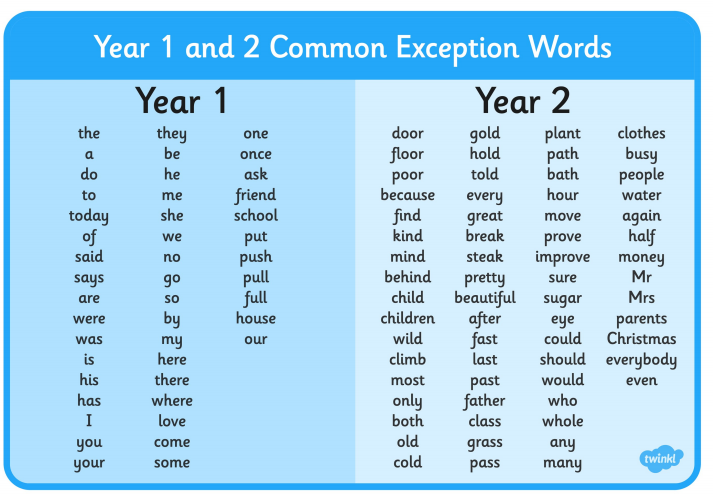 Year 1 and 2 Common Exception Words
Year 1
the they one
a be once
do he ask
to me friend
today she school
of we put
said no push
says go pull
are so full
were by house
was my our
is here
his there
has where
I love
you come
your some
Year 2
door gold plant clothes
floor hold path busy
poor told bath people
because every hour water
find great move again
kind break prove half
mind steak improve money
behind pretty sure Mr
child beautiful sugar Mrs
children after eye parents
wild fast could Christmas
climb last should everybody
most past would even
only father who
both class whole
old grass any
cold pass many
twinkl